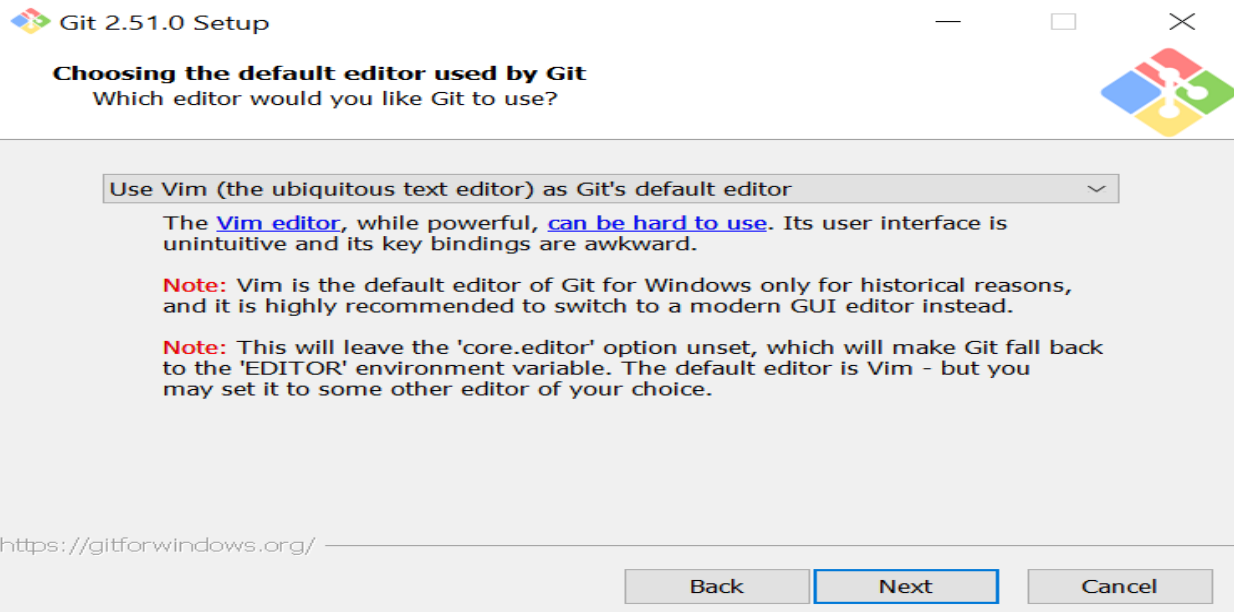 Git 2.51.0 Setup
Choosing the default editor used by Git
Which editor would you like Git to use?
Use Vim (the ubiquitous text editor) as Git's default editor
The Vim editor, while powerful, can be hard to use. Its user interface is
unintuitive and its key bindings are awkward.
Note: Vim is the default editor of Git for Windows only for historical reasons,
and it is highly recommended to switch to a modern GUI editor instead.
Note: This will leave the 'core.editor' option unset, which will make Git fall back
to the 'EDITOR' environment variable. The default editor is Vim - but you
may set it to some other editor of your choice.
https://gitforwindows.org/
Back Next Cancel